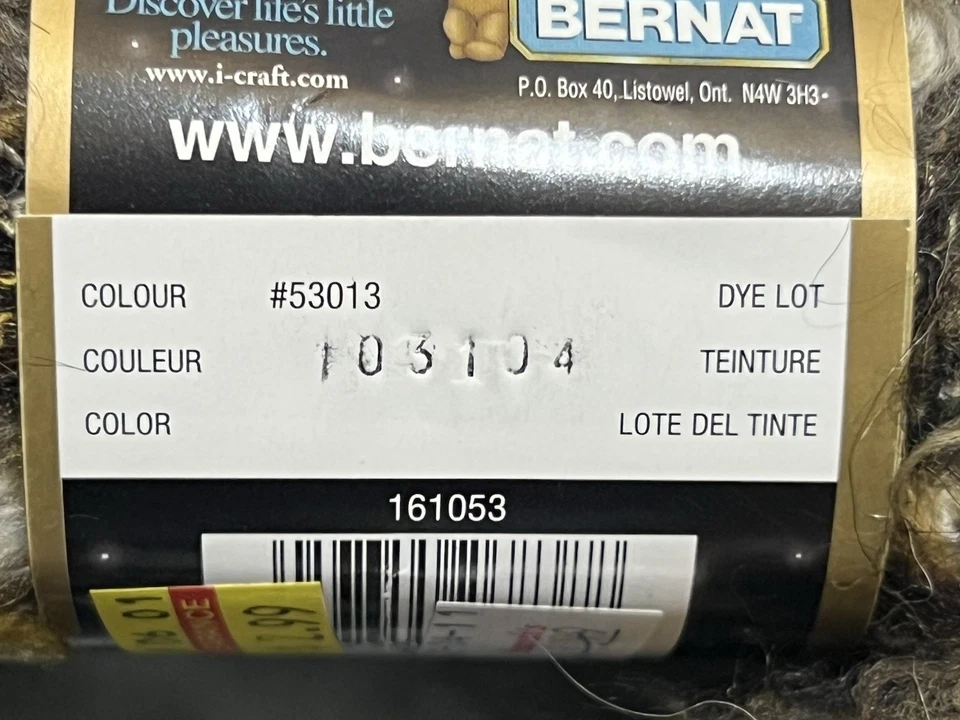 Discover life's little
pleasures.
www.i-craft.com
BERNAT
P.O. Box 40, Listowel, Ont. N4W 3H3
www.bernat.com
COLOUR #53013 DYE LOT
COULEUR TEINTURE
COLOR LOTE DEL TINTE
161053